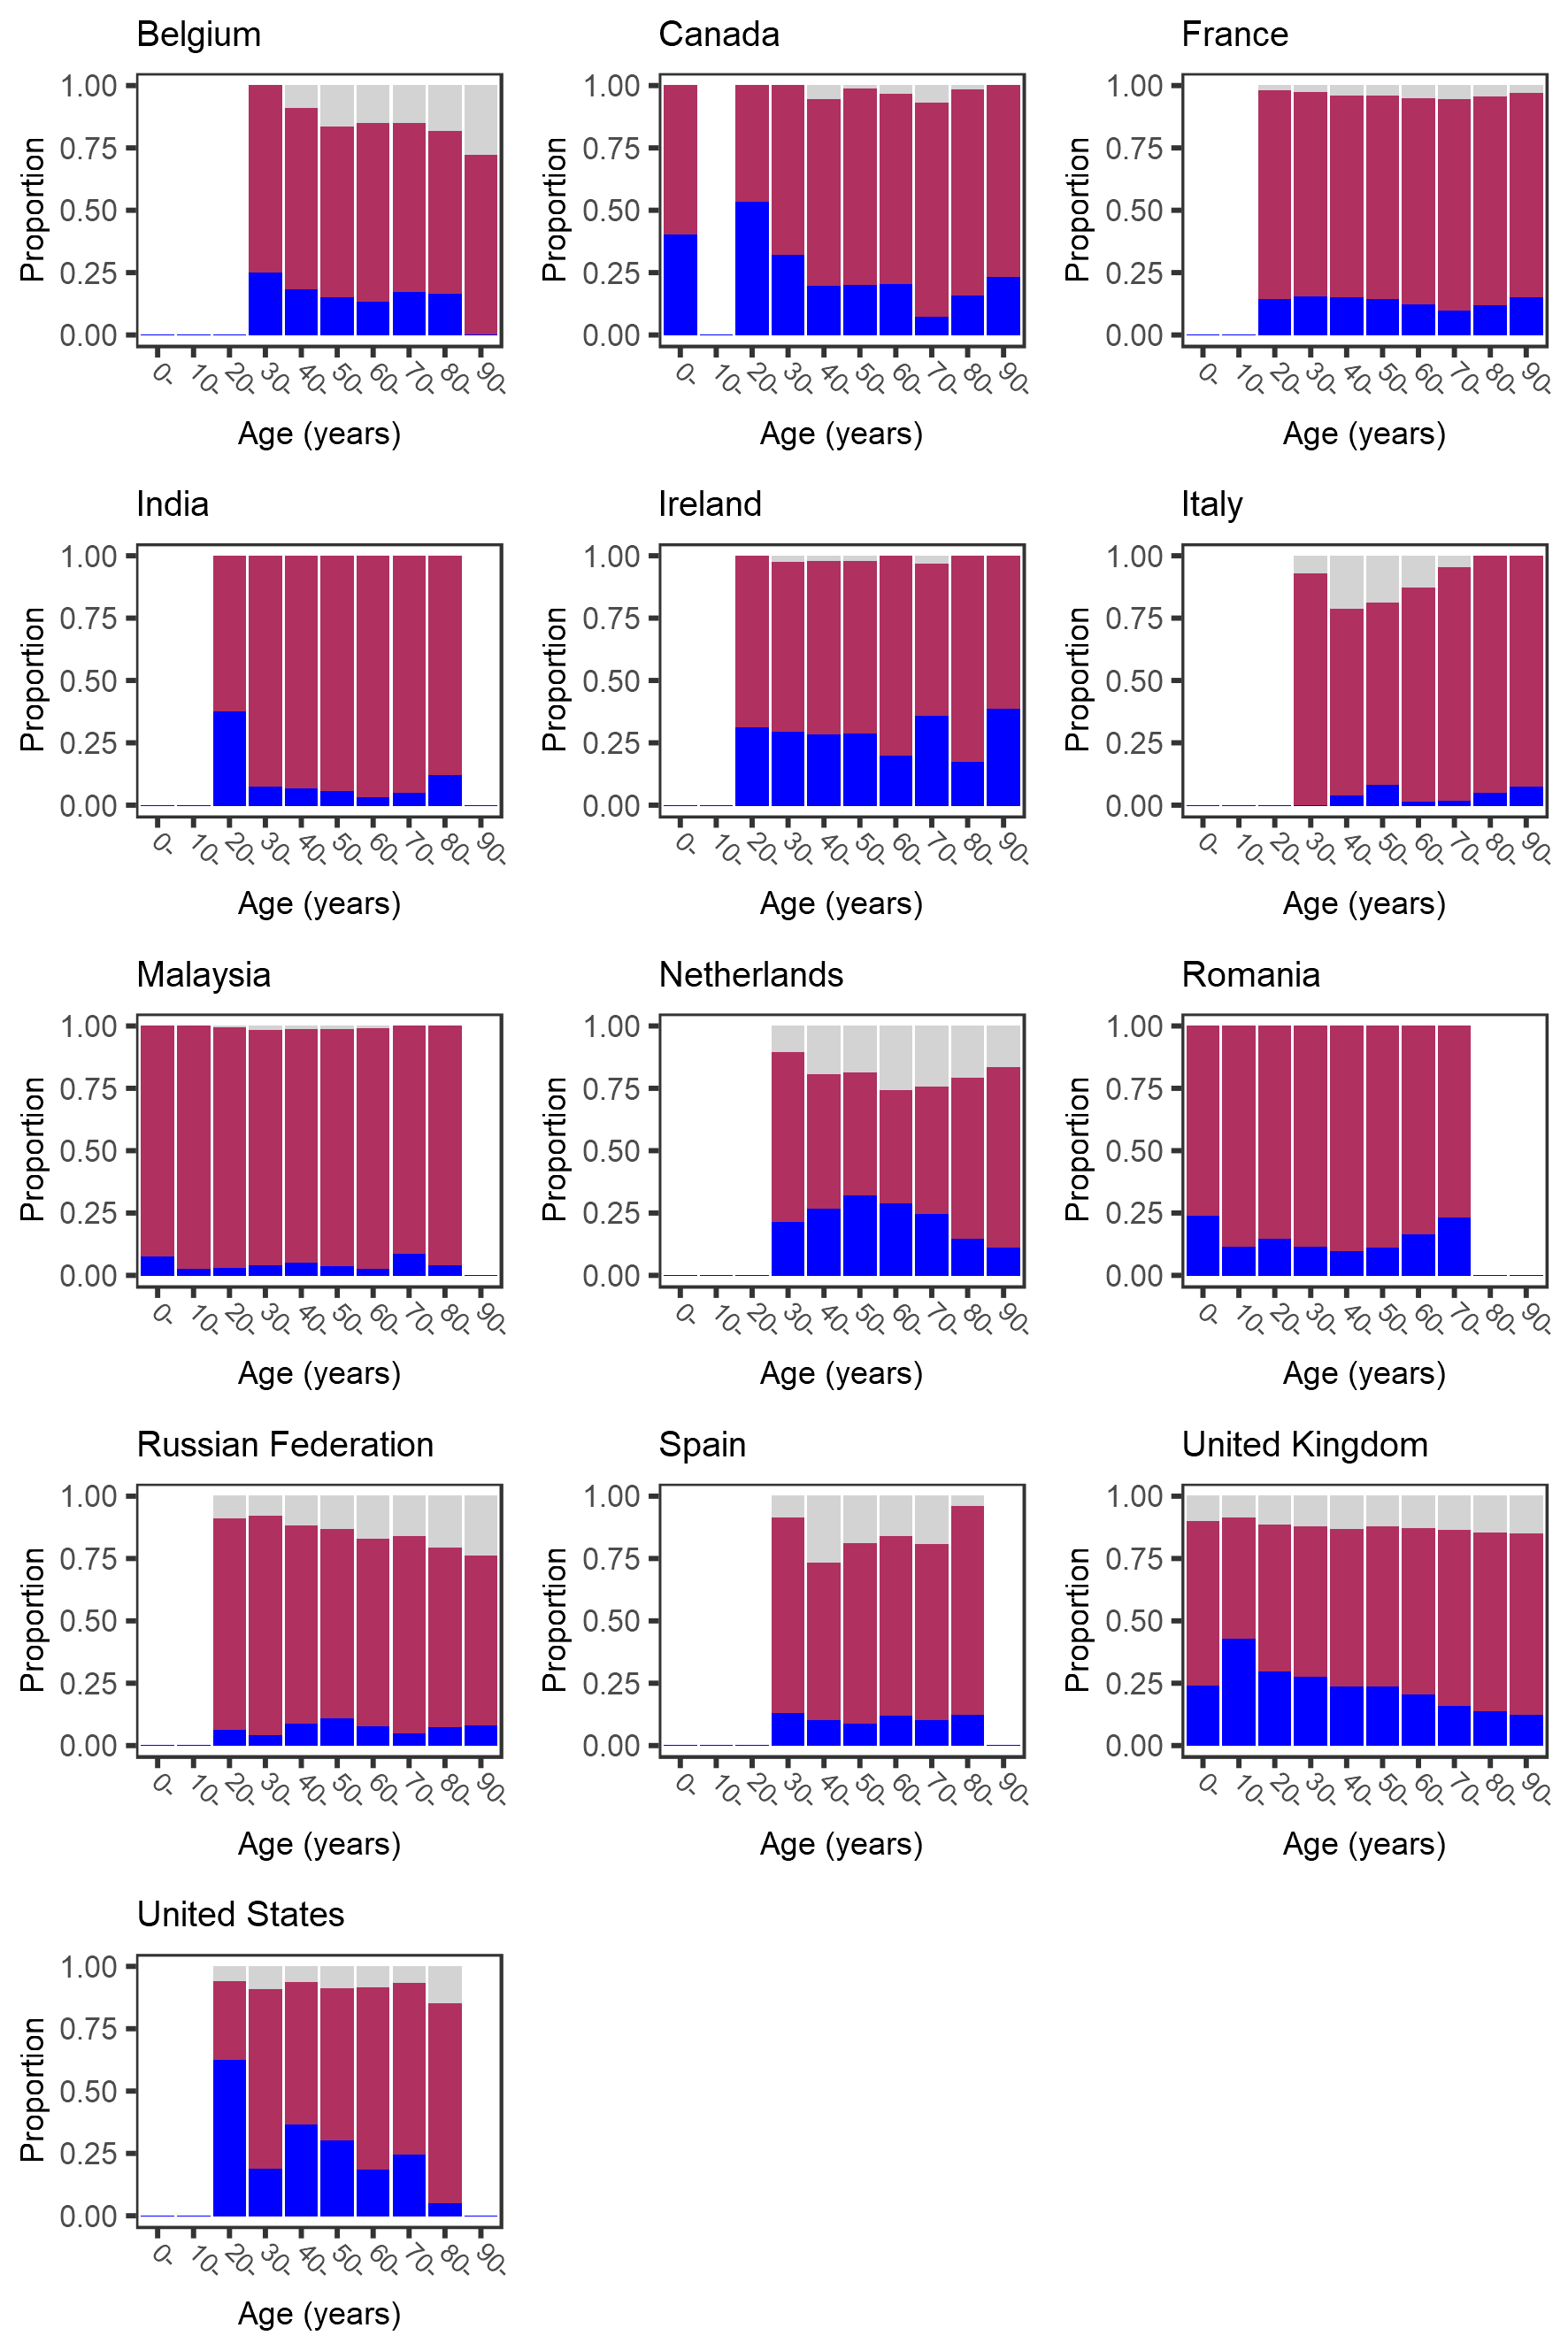 Belgium Canada France
1.00 1.00 1.00
0.75 0.75 0.75
0.50 0.50 0.50
0.25 0.25 0.25
0.00 0.00 0.00
Proportion Proportion Proportion
0- 10- 20- 30- 40- 50- 60- 70- 80- 90- 0- 10- 20- 30- 40- 50- 60- 70- 80- 90- 0- 10- 20- 30- 40- 50- 60- 70- 80- 90-
Age (years) Age (years) Age (years)
India Ireland Italy
1.00 1.00 1.00
0.75 0.75 0.75
0.50 0.50 0.50
0.25 0.25 0.25
0.00 0.00 0.00
Proportion Proportion Proportion
0- 10- 20- 30- 40- 50- 60- 70- 80- 90- 0- 10- 20- 30- 40- 50- 60- 70- 80- 90- 0- 10- 20- 30- 40- 50- 60- 70- 80- 90-
Age (years) Age (years) Age (years)
Malaysia Netherlands Romania
1.00 1.00 1.00
0.75 0.75 0.75
0.50 0.50 0.50
0.25 0.25 0.25
0.00 0.00 0.00
Proportion Proportion Proportion
0- 10- 20- 30- 40- 50- 60- 70- 80- 90- 0- 10- 20- 30- 40- 50- 60- 70- 80- 90- 0- 10- 20- 30- 40- 50- 60- 70- 80- 90-
Age (years) Age (years) Age (years)
Russian Federation Spain United Kingdom
1.00 1.00 1.00
0.75 0.75 0.75
0.50 0.50 0.50
0.25 0.25 0.25
0.00 0.00 0.00
Proportion Proportion Proportion
0- 10- 20- 30- 40- 50- 60- 70- 80- 90- 0- 10- 20- 30- 40- 50- 60- 70- 80- 90- 0- 10- 20- 30- 40- 50- 60- 70- 80- 90-
Age (years) Age (years) Age (years)
United States
1.00
0.75
0.50
0.25
0.00
Proportion
0- 10- 20- 30- 40- 50- 60- 70- 80- 90-
Age (years)